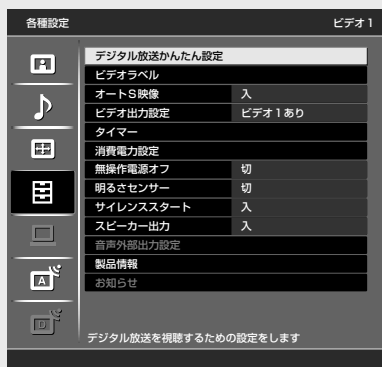 各種設定 ビデオ1
デジタル放送かんたん設定
ビデオラベル
オートS映像 入
ビデオ出力設定 ビデオ1あり
タイマー
消費電力設定
無操作電源オフ 切
明るさセンサー 切
サイレンススタート 入
スピーカー出力 入
音声外部出力設定
製品情報
お知らせ
A
D
デジタル放送を視聴するための設定をします